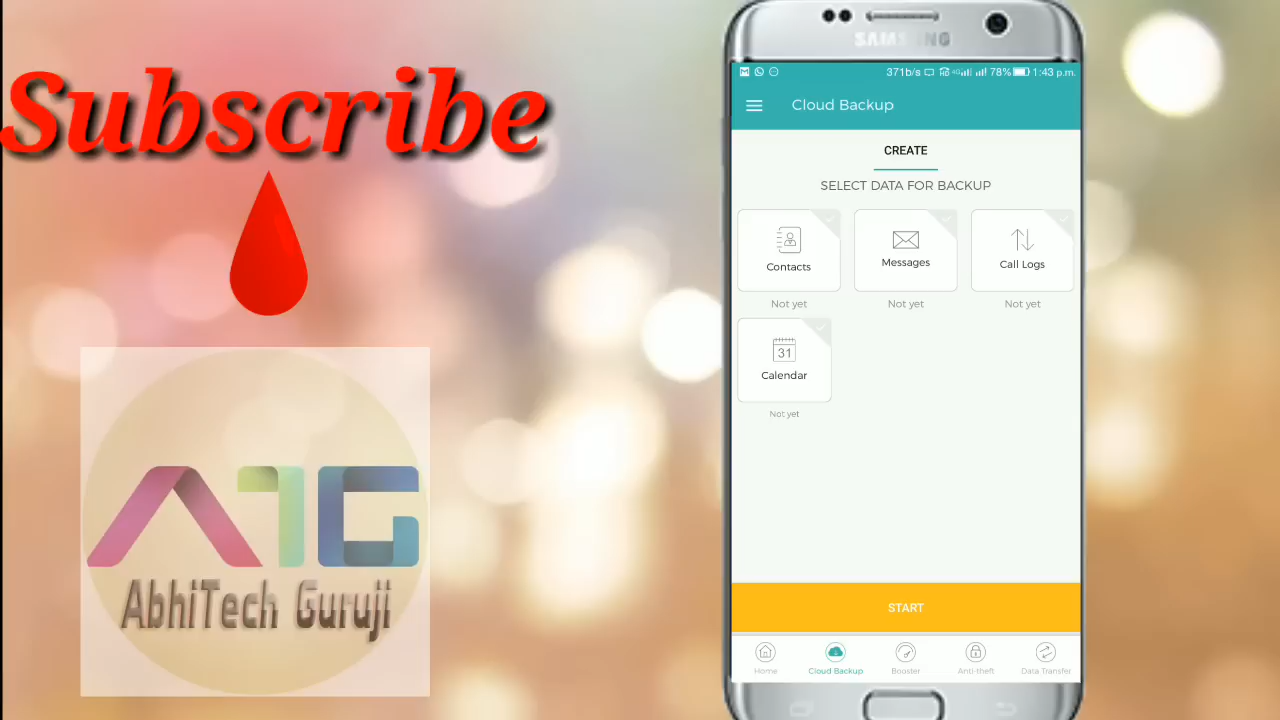 Subscribe
ATG
AbhiTech Guruji
SAMSUNG
371b/s 4G 78% 1:43 p.m.
Cloud Backup
CREATE
SELECT DATA FOR BACKUP
Contacts Messages Call Logs
Not yet Not yet Not yet
31
Calendar
Not yet
START
Home Cloud Backup Booster Anti-theft Data Transfer